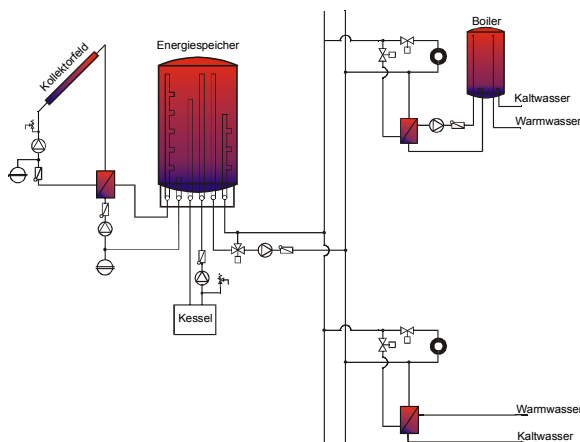 Kollektorfeld
Energiespeicher
Boiler
Kaltwasser
Warmwasser
Kessel
Warmwasser
Kaltwasser